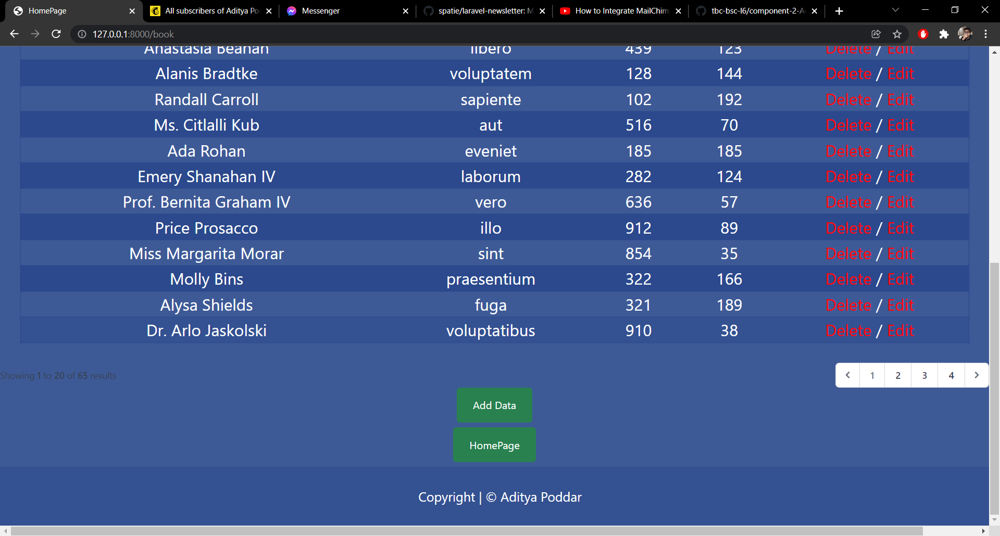 HomePage
All subscribers of Aditya Po
Messenger
spatie/laravel-newsletter: M
How to Integrate MailChim
tbc-bsc-l6/component-2-A
127.0.0.1:8000/book
Anastasia Beahan libero 439 123 Delete / Edit
Alanis Bradtke voluptatem 128 144 Delete / Edit
Randall Carroll sapiente 102 192 Delete / Edit
Ms. Citlalli Kub aut 516 70 Delete / Edit
Ada Rohan eveniet 185 185 Delete / Edit
Emery Shanahan IV laborum 282 124 Delete / Edit
Prof. Bernita Graham IV vero 636 57 Delete / Edit
Price Prosacco illo 912 89 Delete / Edit
Miss Margarita Morar sint 854 35 Delete / Edit
Molly Bins praesentium 322 166 Delete / Edit
Alysa Shields fuga 321 189 Delete / Edit
Dr. Arlo Jaskolski voluptatibus 910 38 Delete / Edit
Showing 1 to 20 of 65 results
1 2 3 4
Add Data
HomePage
Copyright | © Aditya Poddar